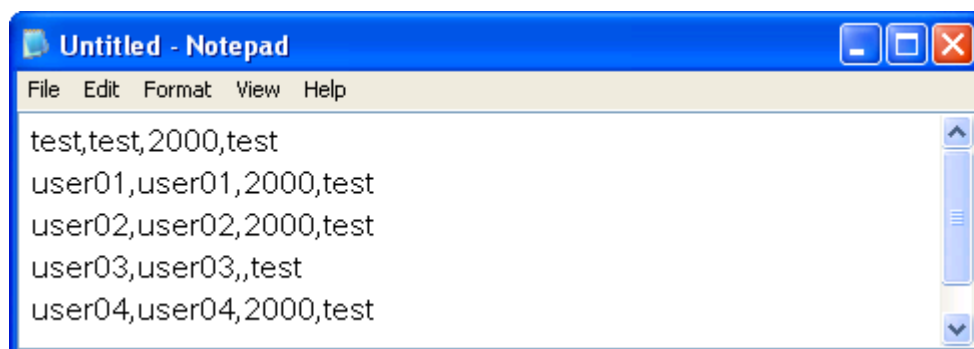 Untitled - Notepad
File Edit Format View Help
test,test,2000,test
user01,user01,2000,test
user02,user02,2000,test
user03,user03,,test
user04,user04,2000,test